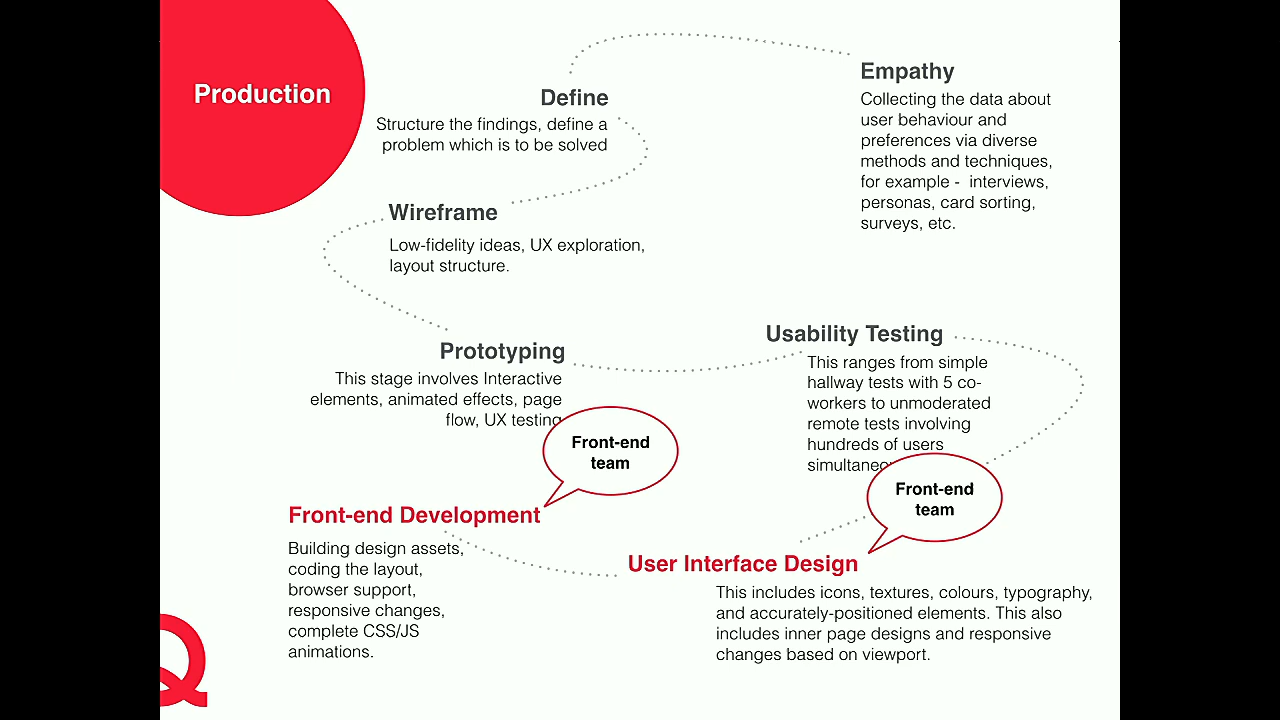 Production
Empathy
Collecting the data about
user behaviour and
preferences via diverse
methods and techniques,
for example - interviews,
personas, card sorting,
surveys, etc.
Define
Structure the findings, define a
problem which is to be solved
Wireframe
Low-fidelity ideas, UX exploration,
layout structure.
Prototyping
This stage involves Interactive
elements, animated effects, page
flow, UX testing
Usability Testing
This ranges from simple
hallway tests with 5 co-
workers to unmoderated
remote tests involving
hundreds of users
Front-end
team
User Interface Design
This includes icons, textures, colours, typography,
and accurately-positioned elements. This also
includes inner page designs and responsive
changes based on viewport.
Front-end
team
Front-end Development
Building design assets,
coding the layout,
browser support,
responsive changes,
complete CSS/JS
animations.
Q